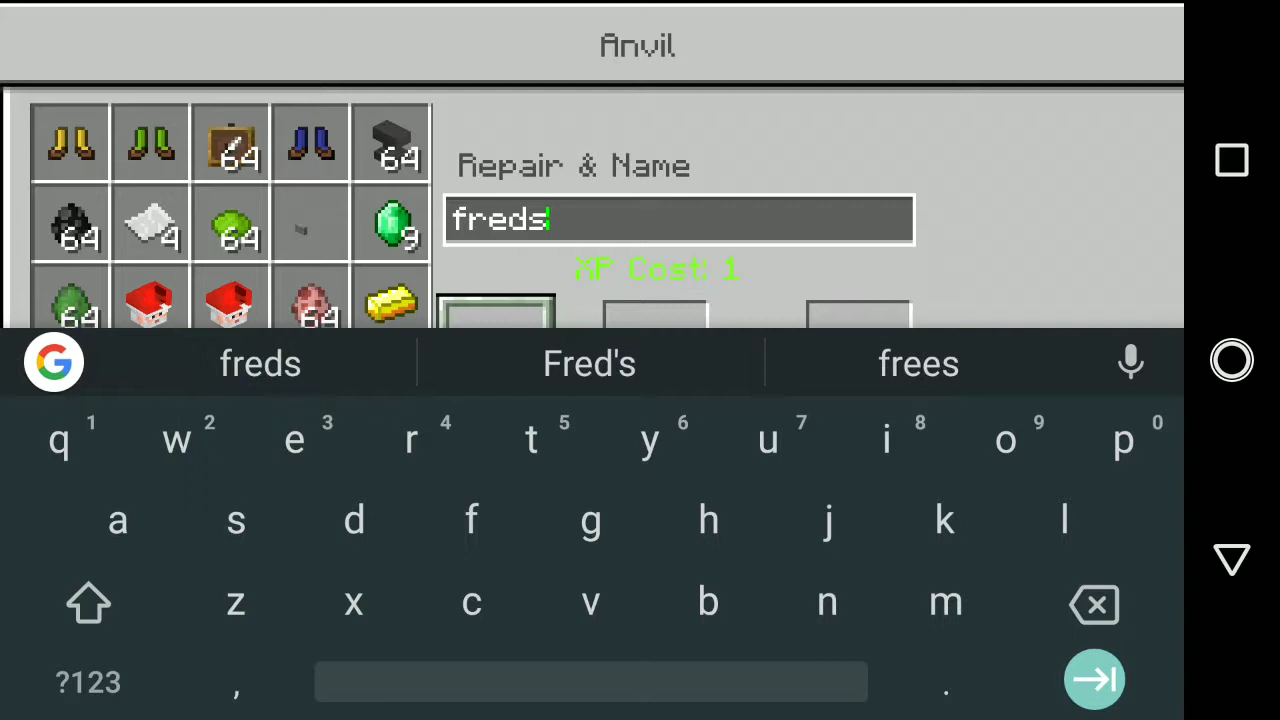 Anvil
64 64
Repair & Name
64 4 64 9
freds
XP Cost: 1
64 64
freds Fred's frees
q 1 w 2 e 3 r 4 t 5 y 6 u 7 i 8 o 9 p 0
a s d f g h j k l
z x c v b n m
?123 , .